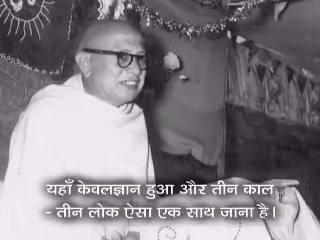 यहाँ केवलज्ञान हुआ और तीन काल
- तीन लोक ऐसा एक साथ जाना है।